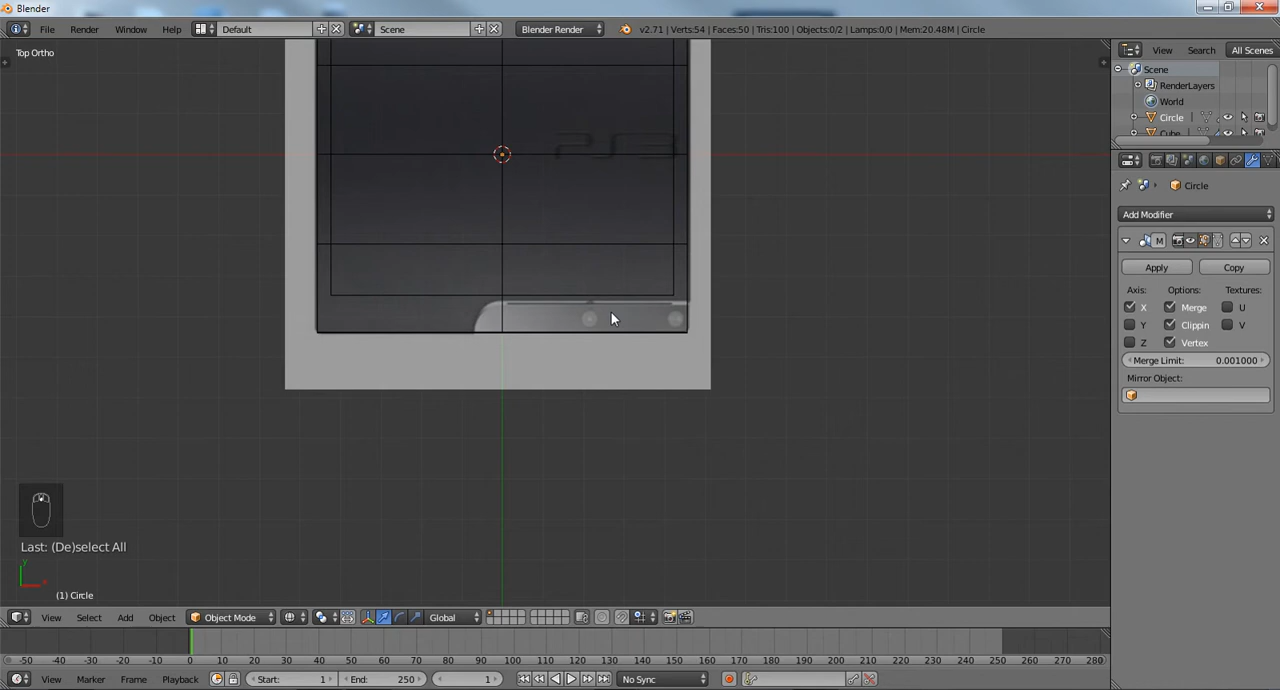 Blender
File Render Window Help Default Scene Blender Render v2.71 | Verts:54 | Faces:50 | Tris:100 | Objects:0/2 | Lamps:0/0 | Mem:20.48M | Circle
View Search All Scenes
Top Ortho
Scene
RenderLayers
World
Circle
Cube
PS3
Circle
Add Modifier
M
Apply Copy
Axis: Options: Textures:
X Merge U
Y Clippin V
Z Vertex
Merge Limit: 0.001000
Mirror Object:
Last: (De)select All
y
x
(1) Circle
View Select Add Object Object Mode Global
-50 -40 -30 -20 -10 0 10 20 30 40 50 60 70 80 90 100 110 120 130 140 150 160 170 180 190 200 210 220 230 240 250 260 270 280
View Marker Frame Playback Start: 1 End: 250 1 No Sync